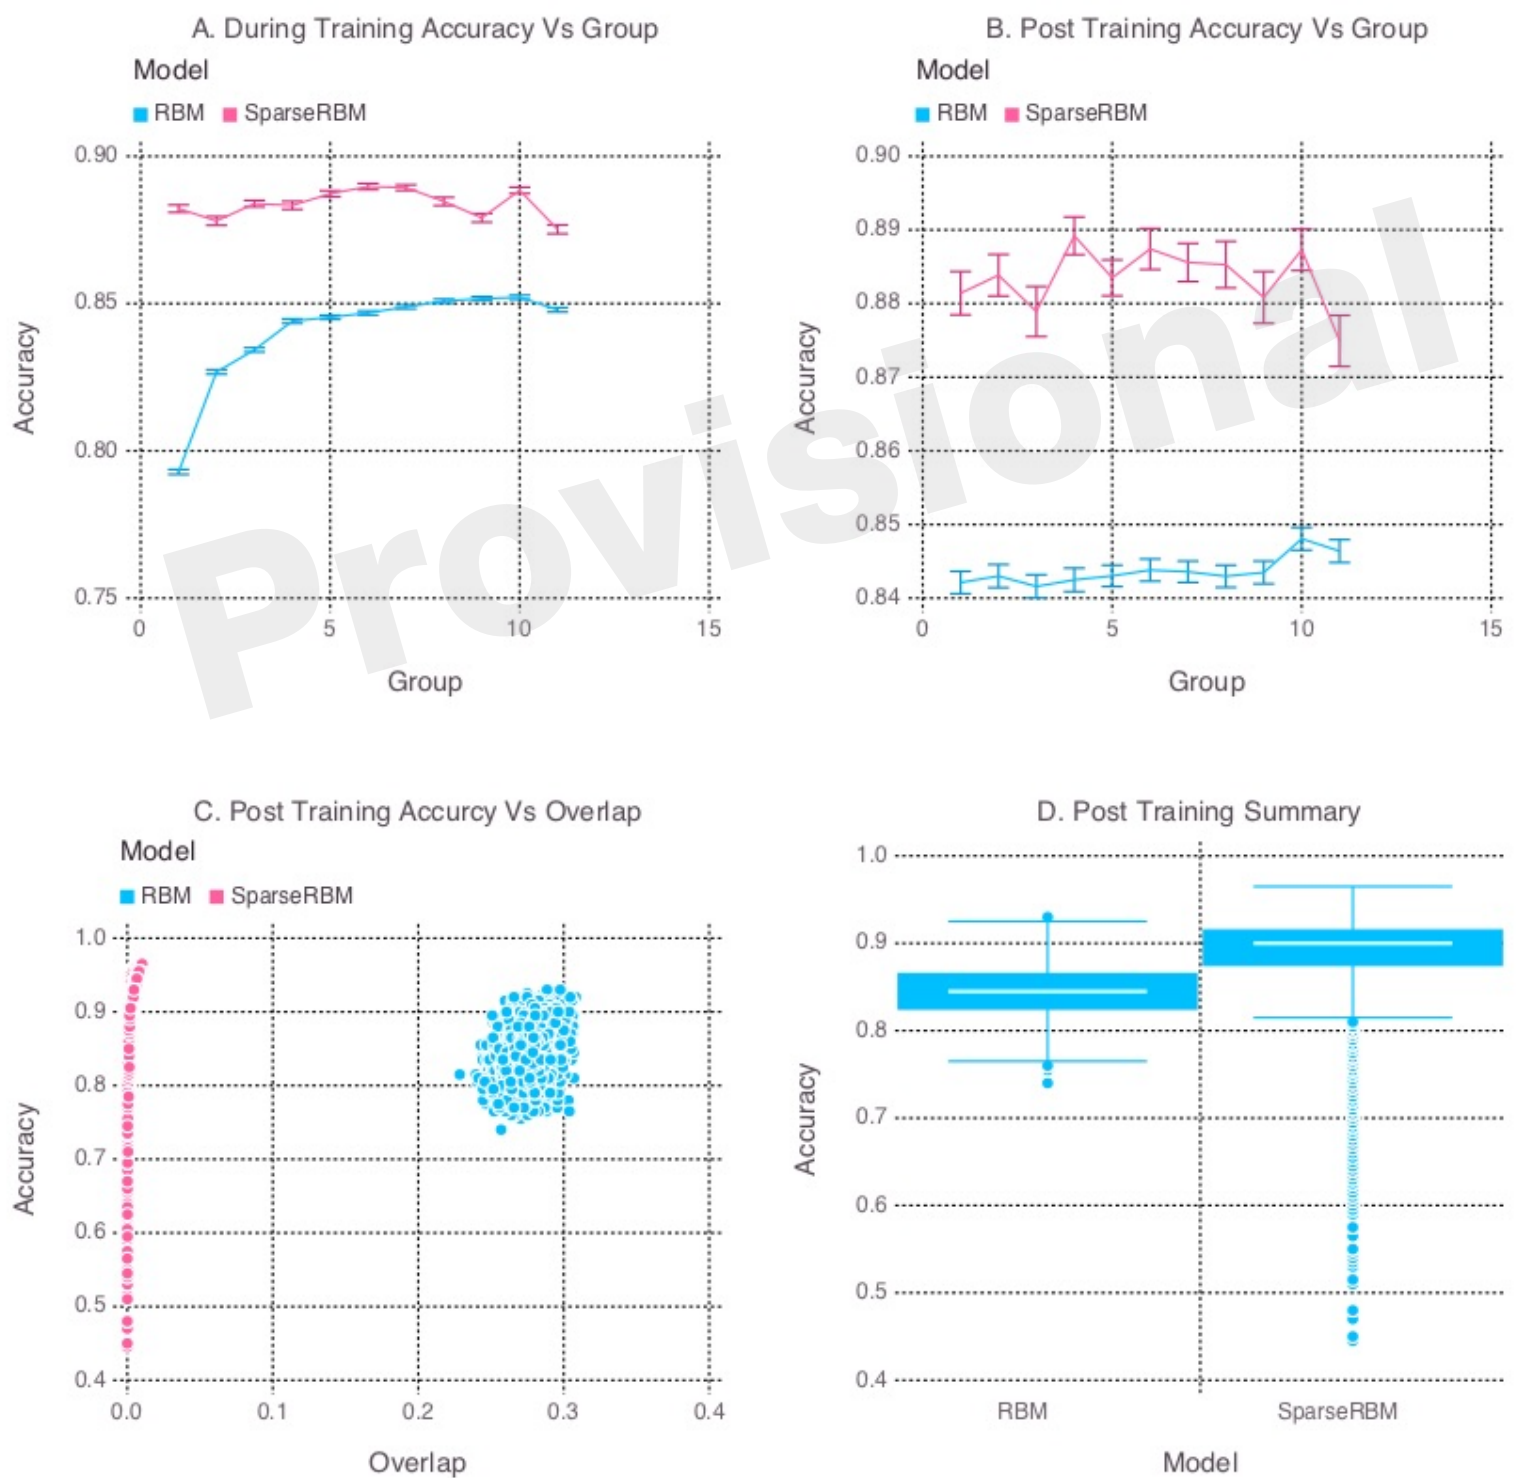 A. During Training Accuracy Vs Group
Model
RBM SparseRBM
0.90
0.85
0.80
0.75
0 5 10 15
Accuracy
Group
B. Post Training Accuracy Vs Group
Model
RBM SparseRBM
0.90
0.89
0.88
0.87
0.86
0.85
0.84
0 5 10 15
Accuracy
Group
Provisional
C. Post Training Accurcy Vs Overlap
Model
RBM SparseRBM
1.0
0.9
0.8
0.7
0.6
0.5
0.4
0.0 0.1 0.2 0.3 0.4
Accuracy
Overlap
D. Post Training Summary
1.0
0.9
0.8
0.7
0.6
0.5
0.4
RBM SparseRBM
Accuracy
Model